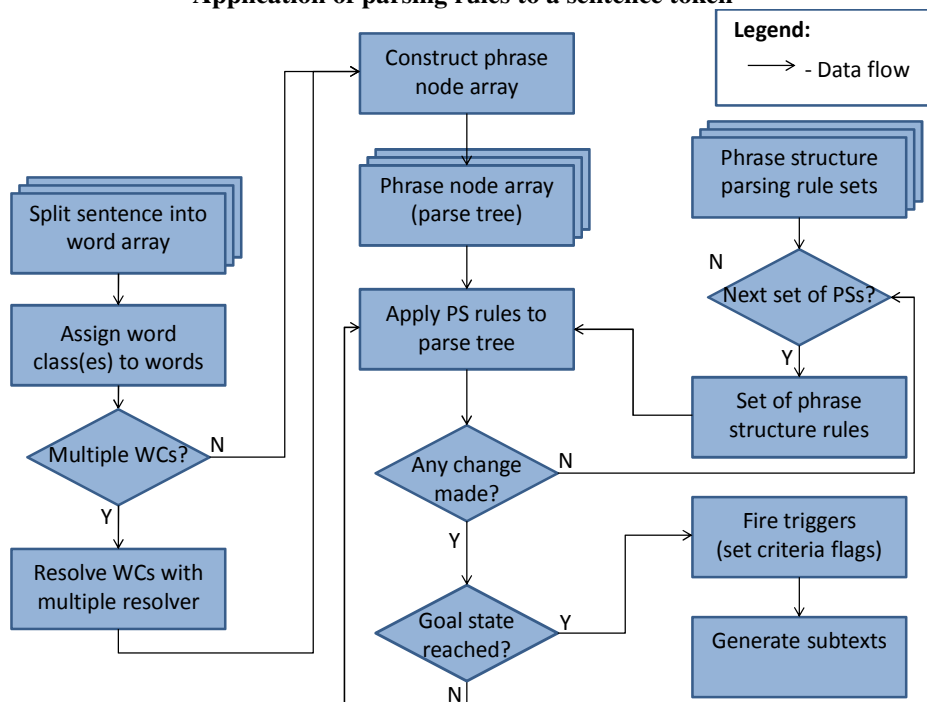 Application of parsing rules to a sentence token
Legend:
- Data flow
Construct phrase
node array
Phrase structure
parsing rule sets
Phrase node array
(parse tree)
Split sentence into
word array
N
Next set of PSs?
Apply PS rules to
parse tree
Assign word
class(es) to words
Y
Set of phrase
structure rules
N
Multiple WCs?
Any change
made?
N
Y
Fire triggers
(set criteria flags)
Y
Resolve WCs with
multiple resolver
Goal state
reached?
Y
Generate subtexts
N